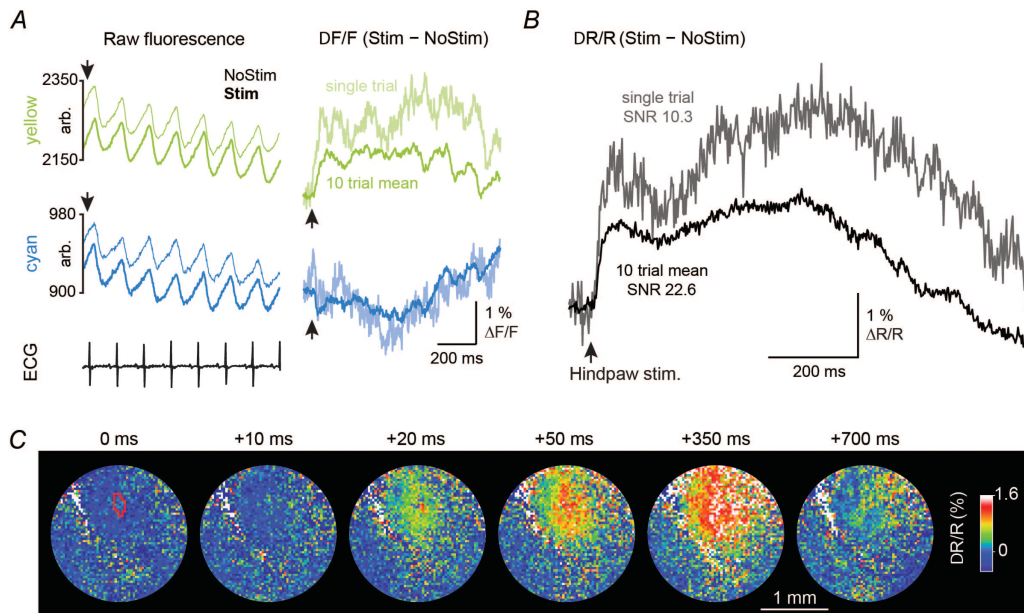 A
Raw fluorescence
DF/F (Stim – NoStim)
NoStim
Stim
2350
arb.
yellow
2150
single trial
10 trial mean
980
arb.
cyan
900
1 %
ΔF/F
200 ms
ECG
B
DR/R (Stim – NoStim)
single trial
SNR 10.3
10 trial mean
SNR 22.6
1 %
ΔR/R
200 ms
Hindpaw stim.
C
0 ms
+10 ms
+20 ms
+50 ms
+350 ms
+700 ms
1.6
0
DR/R (%)
1 mm